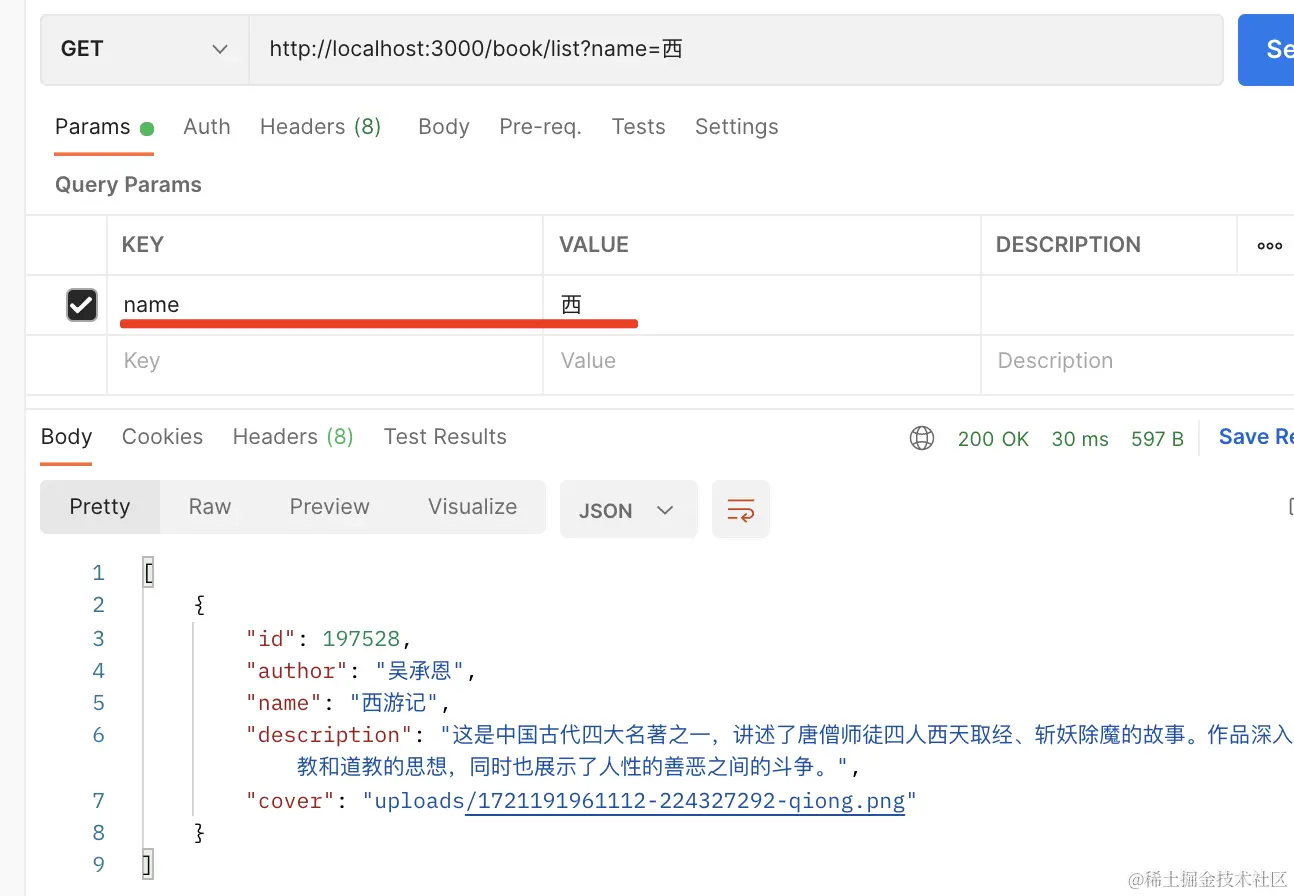 GET http://localhost:3000/book/list?name=西 Se
Params Auth Headers (8) Body Pre-req. Tests Settings
Query Params
KEY VALUE DESCRIPTION ooo
name 西
Key Value Description
Body Cookies Headers (8) Test Results 200 OK 30 ms 597 B Save Re
Pretty Raw Preview Visualize JSON
1 [
2 {
3 "id": 197528,
4 "author": "吴承恩",
5 "name": "西游记",
6 "description": "这是中国古代四大名著之一，讲述了唐僧师徒四人西天取经、斩妖除魔的故事。作品深入
教和道教的思想，同时也展示了人性的善恶之间的斗争。",
7 "cover": "uploads/1721191961112-224327292-qiong.png"
8 }
9 ]
@稀土掘金技术社区